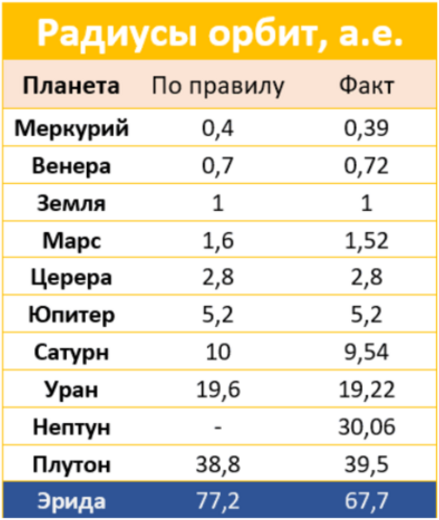 Радиусы орбит, а.е.
Планета По правилу Факт
Меркурий 0,4 0,39
Венера 0,7 0,72
Земля 1 1
Марс 1,6 1,52
Церера 2,8 2,8
Юпитер 5,2 5,2
Сатурн 10 9,54
Уран 19,6 19,22
Нептун - 30,06
Плутон 38,8 39,5
Эрида 77,2 67,7